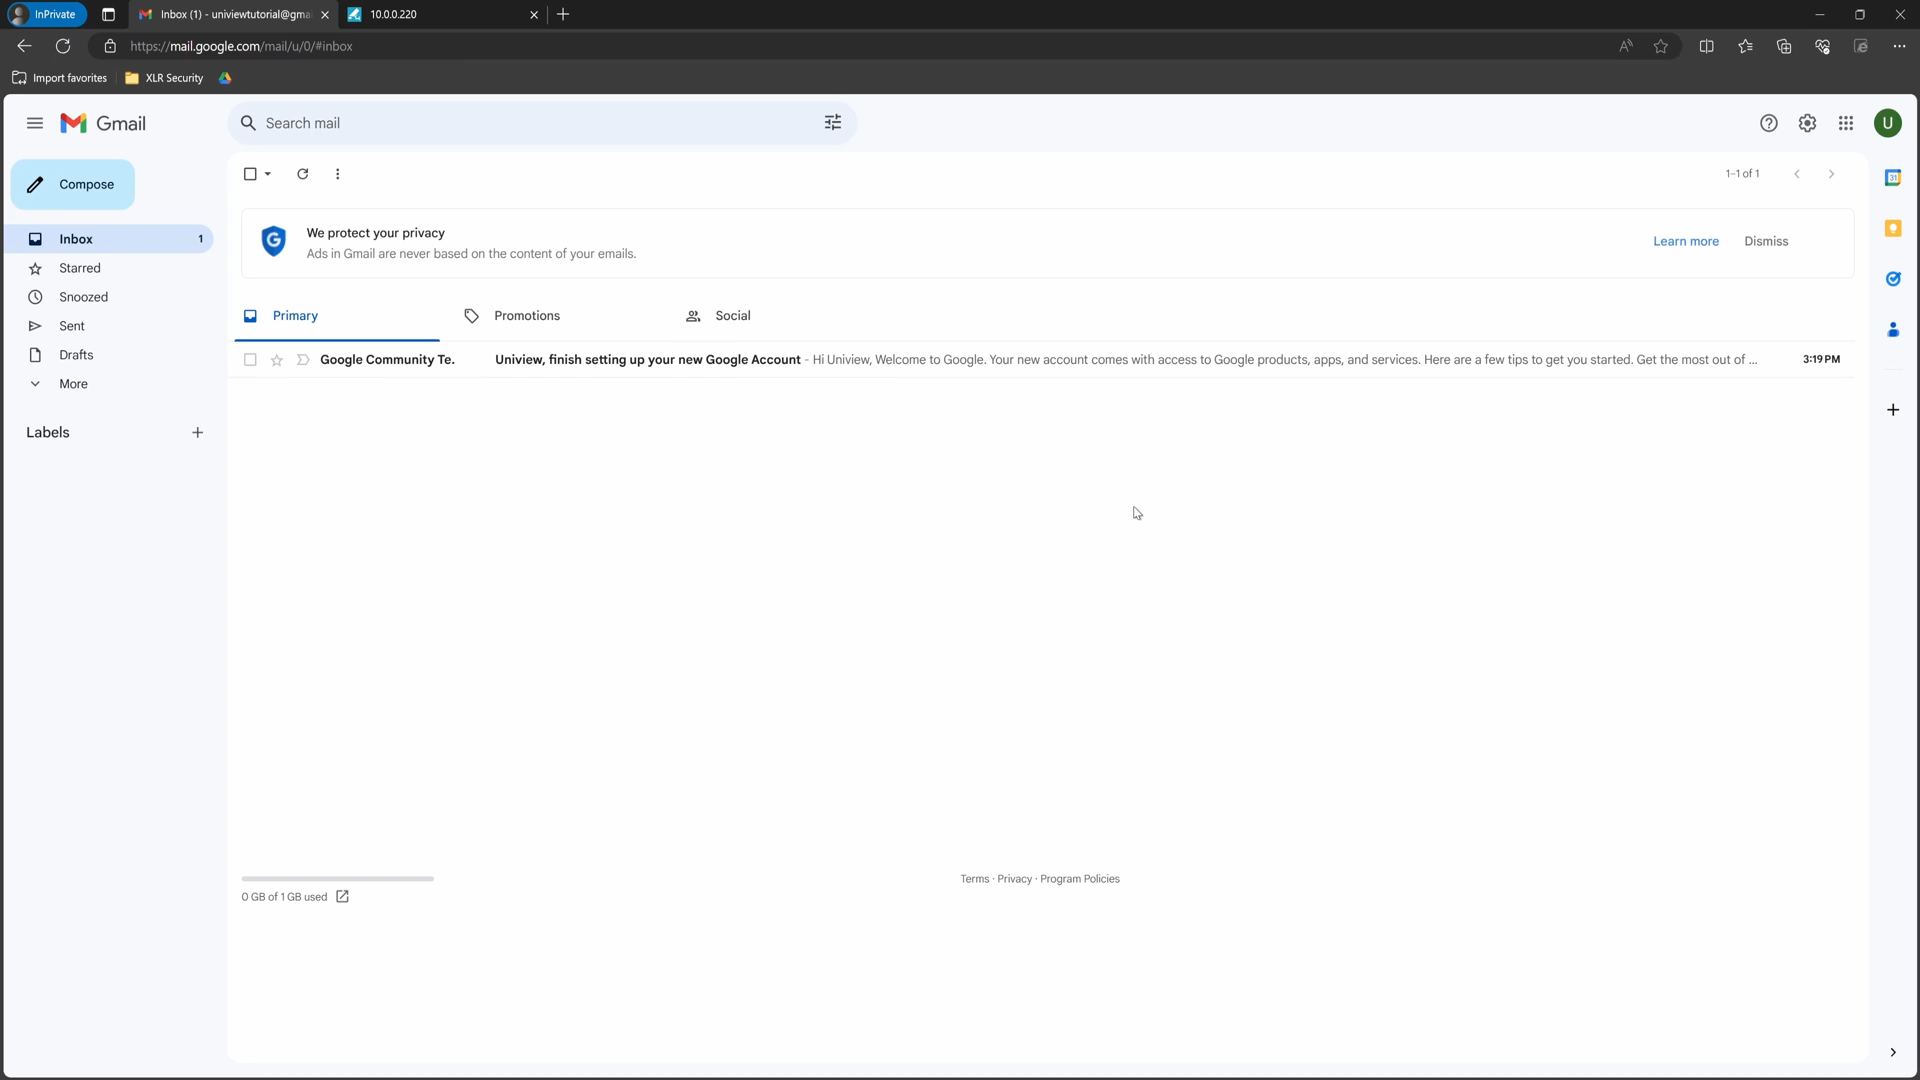 InPrivate
Inbox (1) - univiewtutorial@gma
10.0.0.220
https://mail.google.com/mail/u/0/#inbox
Import favorites
XLR Security
Gmail
Search mail
U
Compose
1-1 of 1
31
We protect your privacy
Ads in Gmail are never based on the content of your emails.
Learn more
Dismiss
Inbox 1
Starred
Snoozed
Sent
Drafts
More
Labels
Primary
Promotions
Social
Google Community Te. Uniview, finish setting up your new Google Account - Hi Uniview, Welcome to Google. Your new account comes with access to Google products, apps, and services. Here are a few tips to get you started. Get the most out of ... 3:19 PM
0 GB of 1 GB used
Terms · Privacy · Program Policies